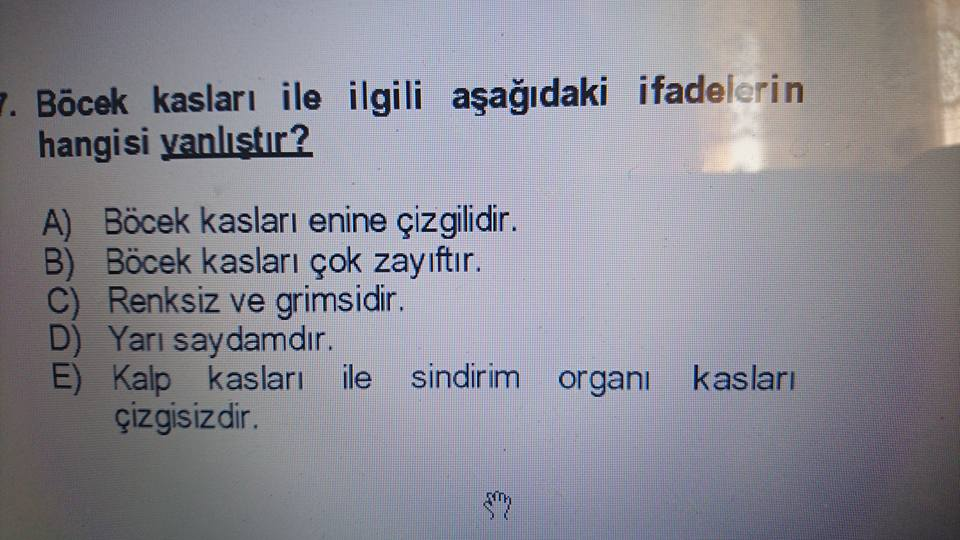 7. Böcek kasları ile ilgili aşağıdaki ifadelerin
hangisi yanlıştır?
A) Böcek kasları enine çizgilidir.
B) Böcek kasları çok zayıftır.
C) Renksiz ve grimsidir.
D) Yarı saydamdır.
E) Kalp kasları ile sindirim organı kasları
çizgisizdir.